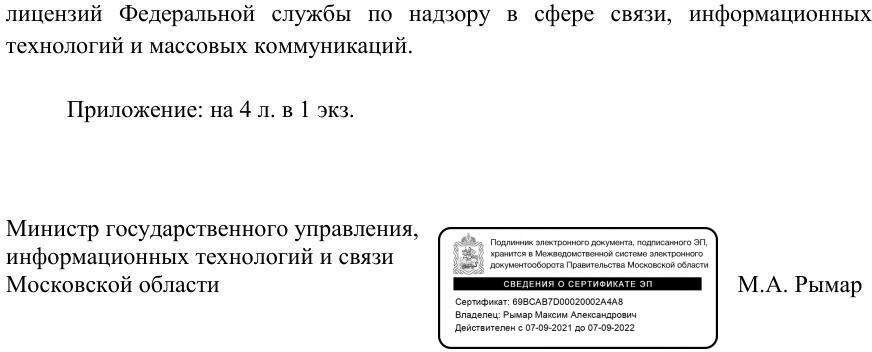 лицензий Федеральной службы по надзору в сфере связи, информационных
технологий и массовых коммуникаций.
Приложение: на 4 л. в 1 экз.
Министр государственного управления,
информационных технологий и связи
Московской области
Подлинник электронного документа, подписанного ЭП,
хранится в Межведомственной системе электронного
документооборота Правительства Московской области
СВЕДЕНИЯ О СЕРТИФИКАТЕ ЭП
Сертификат: 69BCAB7D00020002A4A8
Владелец: Рымар Максим Александрович
Действителен с 07-09-2021 до 07-09-2022
М.А. Рымар